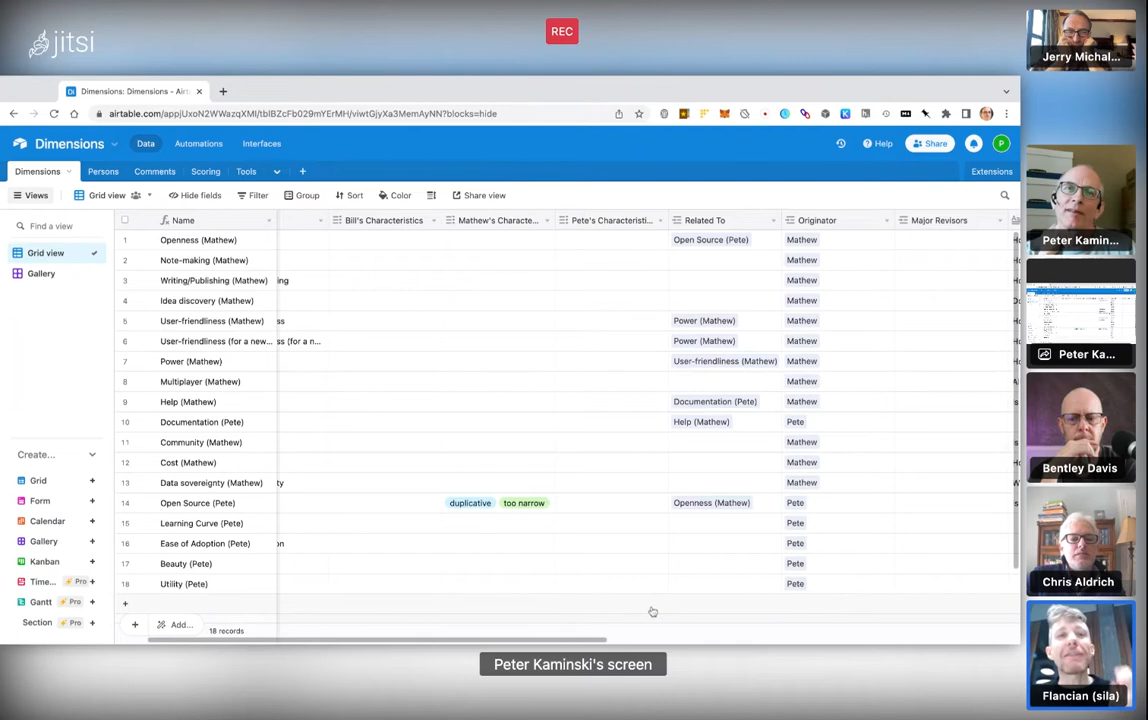 jitsi
REC
Dimensions: Dimensions - Airt
airtable.com/appjUxoN2WWazqXMI/tblBZcFb029mYErMH/viwtGjyXa3MemAyNN?blocks=hide
Dimensions Data Automations Interfaces Help Share P
Dimensions Persons Comments Scoring Tools Extensions
Views Grid view Hide fields Filter Group Sort Color Share view
Find a view
Grid view
Gallery
Create...
Grid
Form
Calendar
Gallery
Kanban
Time... Pro
Gantt Pro
Section Pro
Name Bill's Characteristics Mathew's Characte... Pete's Characteristi... Related To Originator Major Revisors
1 Openness (Mathew) Open Source (Pete) Mathew
2 Note-making (Mathew) Mathew
3 Writing/Publishing (Mathew) ing Mathew
4 Idea discovery (Mathew) Mathew
5 User-friendliness (Mathew) ss Power (Mathew) Mathew
6 User-friendliness (for a new... ss (for a n... Power (Mathew) Mathew
7 Power (Mathew) User-friendliness (Mathew) Mathew
8 Multiplayer (Mathew) Mathew
9 Help (Mathew) Documentation (Pete) Mathew
10 Documentation (Pete) Help (Mathew) Pete
11 Community (Mathew) Mathew
12 Cost (Mathew) Mathew
13 Data sovereignty (Mathew) ty Mathew
14 Open Source (Pete) duplicative too narrow Openness (Mathew) Pete
15 Learning Curve (Pete) Pete
16 Ease of Adoption (Pete) on Pete
17 Beauty (Pete) Pete
18 Utility (Pete) Pete
Add...
18 records
Peter Kaminski's screen
Jerry Michal...
Peter Kamin...
Peter Ka...
Bentley Davis
Chris Aldrich
Flancian (sila)